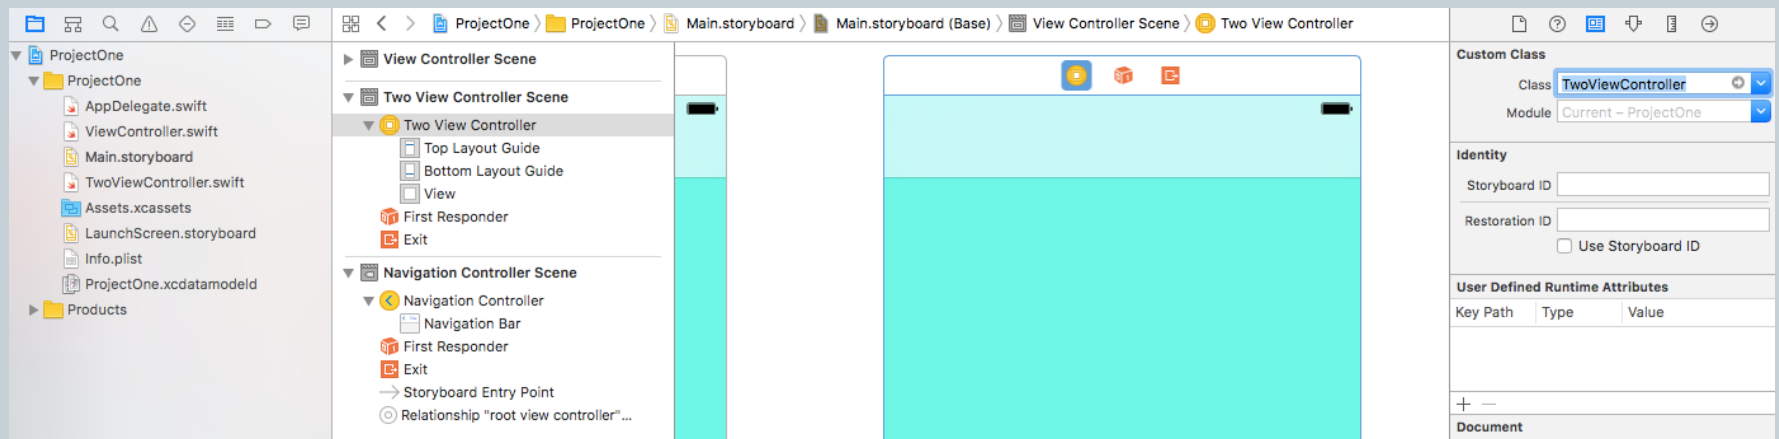 ProjectOne
ProjectOne
Main.storyboard
Main.storyboard (Base)
View Controller Scene
Two View Controller
ProjectOne
ProjectOne
AppDelegate.swift
ViewController.swift
Main.storyboard
TwoViewController.swift
Assets.xcassets
LaunchScreen.storyboard
Info.plist
ProjectOne.xcdatamodeld
Products
View Controller Scene
Two View Controller Scene
Two View Controller
Top Layout Guide
Bottom Layout Guide
View
First Responder
Exit
Navigation Controller Scene
Navigation Controller
Navigation Bar
First Responder
Exit
Storyboard Entry Point
Relationship "root view controller"...
Custom Class
Class TwoViewController
Module Current – ProjectOne
Identity
Storyboard ID
Restoration ID
Use Storyboard ID
User Defined Runtime Attributes
Key Path Type Value
Document